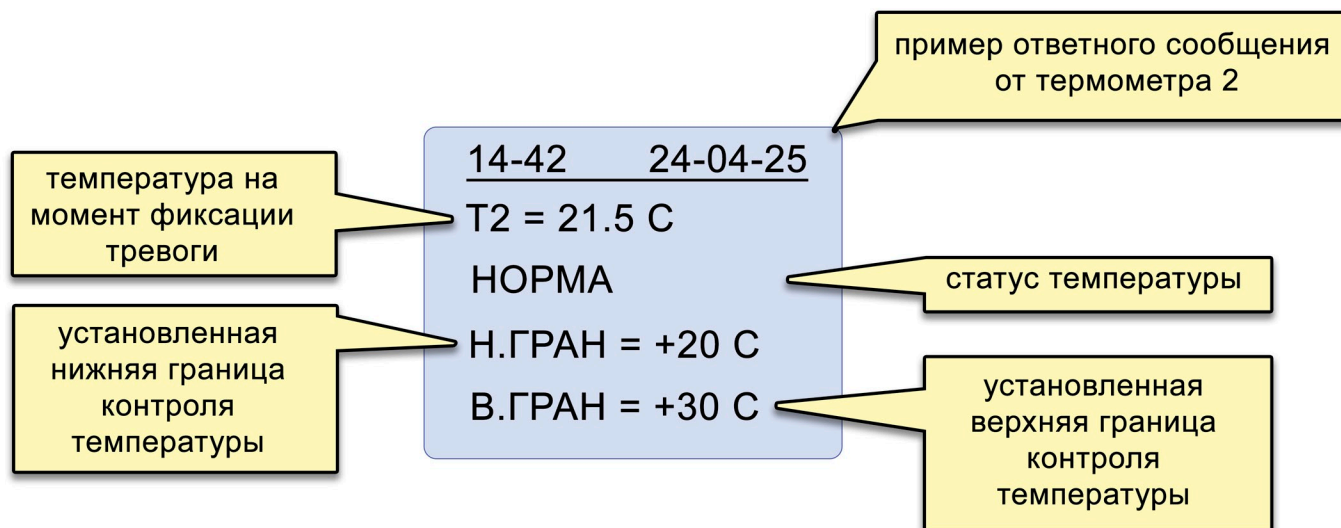 пример ответного сообщения
от термометра 2
14-42 24-04-25
T2 = 21.5 C
НОРМА
Н.ГРАН = +20 С
В.ГРАН = +30 С
температура на
момент фиксации
тревоги
установленная
нижняя граница
контроля
температуры
статус температуры
установленная
верхняя граница
контроля
температуры